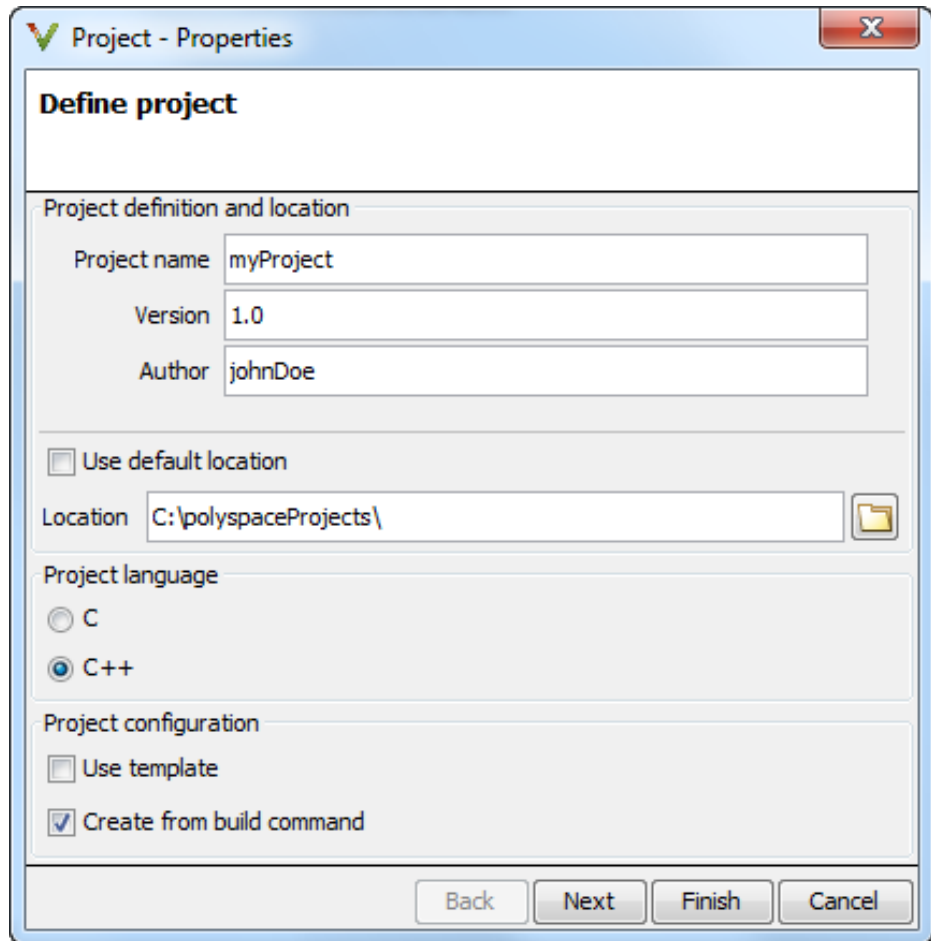 Project - Properties
Define project
Project definition and location
Project name myProject
Version 1.0
Author johnDoe
Use default location
Location C:\polyspaceProjects\
Project language
C
C++
Project configuration
Use template
Create from build command
Back Next Finish Cancel